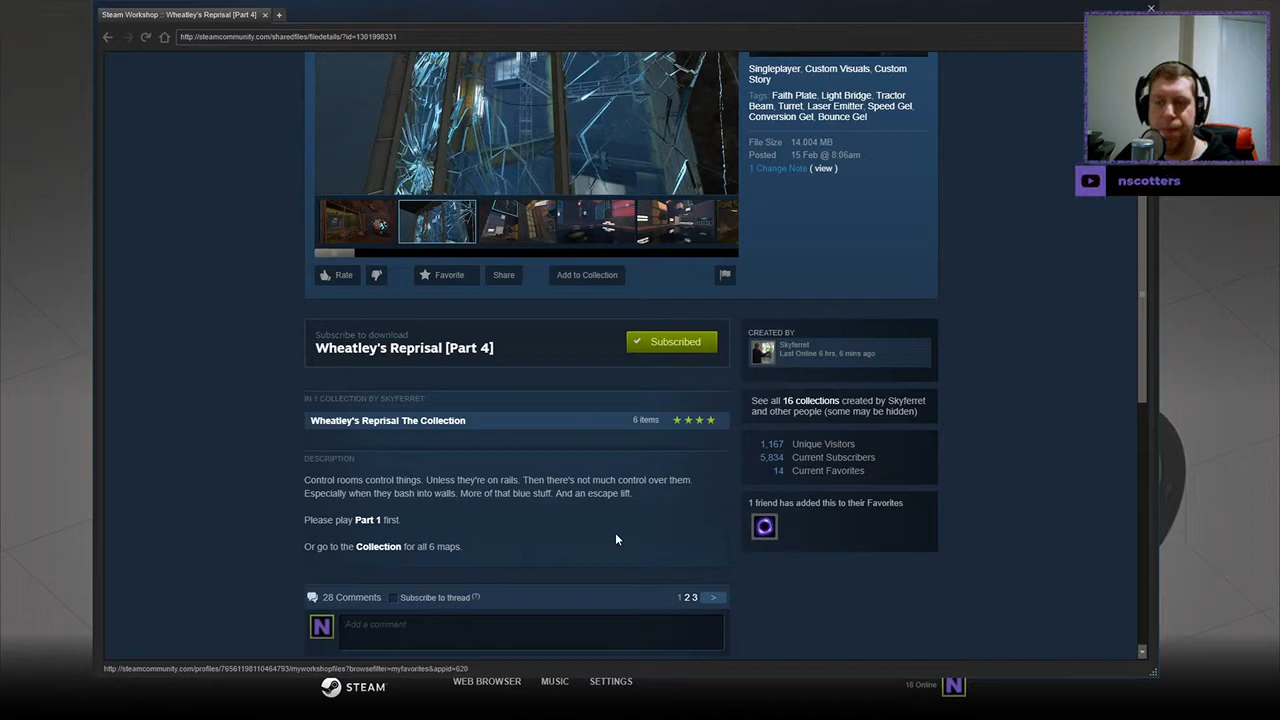 Steam Workshop :: Wheatley's Reprisal [Part 4]
http://steamcommunity.com/sharedfiles/filedetails/?id=1301998331
nscotters
Singleplayer, Custom Visuals, Custom
Story
Tags: Faith Plate, Light Bridge, Tractor
Beam, Turret, Laser Emitter, Speed Gel,
Conversion Gel, Bounce Gel
File Size 14.004 MB
Posted 15 Feb @ 8:06am
1 Change Note ( view )
Rate
Favorite
Share
Add to Collection
Subscribe to download
Wheatley's Reprisal [Part 4]
Subscribed
CREATED BY
Skyferret
Last Online 6 hrs, 6 mins ago
IN 1 COLLECTION BY SKYFERRET
Wheatley's Reprisal The Collection 6 items
See all 16 collections created by Skyferret
and other people (some may be hidden)
1,167 Unique Visitors
5,834 Current Subscribers
14 Current Favorites
DESCRIPTION
Control rooms control things. Unless they're on rails. Then there's not much control over them.
Especially when they bash into walls. More of that blue stuff. And an escape lift.
Please play Part 1 first.
Or go to the Collection for all 6 maps.
1 friend has added this to their Favorites
28 Comments Subscribe to thread (?) 1 2 3 >
N
Add a comment
http://steamcommunity.com/profiles/76561198110464793/myworkshopfiles?browsefilter=myfavorites&appid=620
STEAM
WEB BROWSER MUSIC SETTINGS
18 Online
N